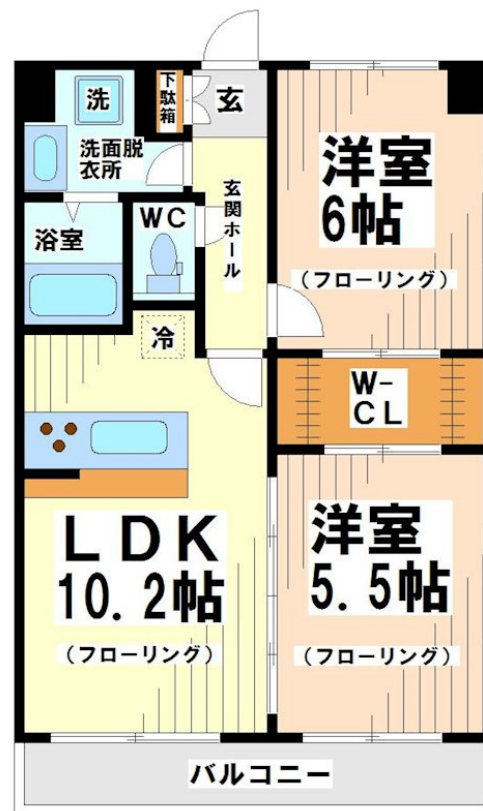 洗
下駄箱
玄
洗面脱
衣所
洋室
6帖
(フローリング)
WC
玄関ホール
浴室
冷
W-
CL
LDK
10.2帖
(フローリング)
洋室
5.5帖
(フローリング)
バルコニー